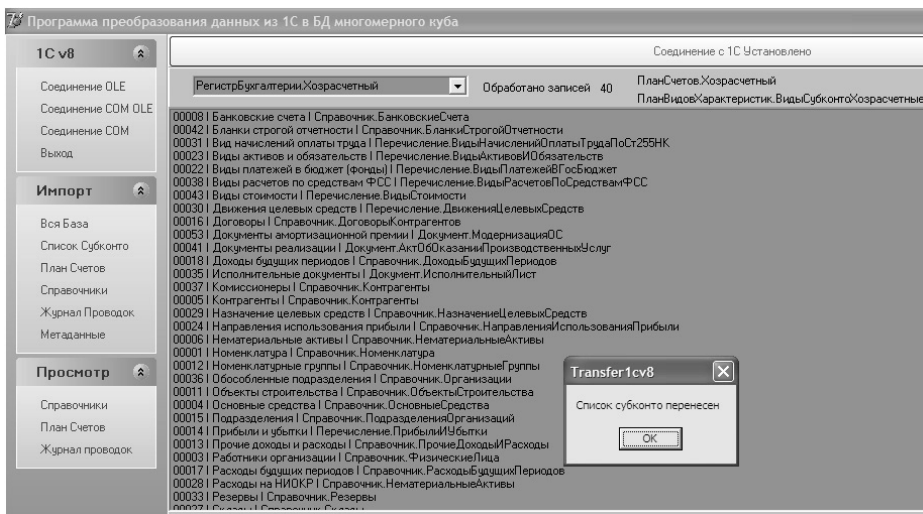 Программа преобразования данных из 1С в БД многомерного куба
1C v8
Соединение OLE
Соединение COM OLE
Соединение COM
Выход
Импорт
Вся База
Список Субконто
План Счетов
Справочники
Журнал Проводок
Метаданные
Просмотр
Справочники
План Счетов
Журнал проводок
Соединение с 1С Установлено
РегистрБухгалтерии.Хозрасчетный
Обработано записей 40
ПланСчетов.Хозрасчетный
ПланВидовХарактеристик.ВидыСубконтоХозрасчетные
00008 | Банковские счета | Справочник.БанковскиеСчета
00042 | Бланки строгой отчетности | Справочник.БланкиСтрогойОтчетности
00031 | Вид начислений оплаты труда | Перечисление.ВидыНачисленийОплатыТрудаПоСт255НК
00023 | Виды активов и обязательств | Перечисление.ВидыАктивовИОбязательств
00022 | Виды платежей в бюджет (фонды) | Перечисление.ВидыПлатежейВГосБюджет
00038 | Виды расчетов по средствам ФСС | Перечисление.ВидыРасчетовПоСредствамФСС
00043 | Виды стоимости | Перечисление.ВидыСтоимости
00030 | Движения целевых средств | Перечисление.ДвиженияЦелевыхСредств
00016 | Договоры | Справочник.ДоговорыКонтрагентов
00053 | Документы амортизационной премии | Документ.МодернизацияОС
00041 | Документы реализации | Документ.АктОбОказанииПроизводственныхУслуг
00018 | Доходы будущих периодов | Справочник.ДоходыБудущихПериодов
00035 | Исполнительные документы | Документ.ИсполнительныйЛист
00037 | Комиссионеры | Справочник.Контрагенты
00005 | Контрагенты | Справочник.Контрагенты
00029 | Назначение целевых средств | Справочник.НазначениеЦелевыхСредств
00024 | Направления использования прибыли | Справочник.НаправленияИспользованияПрибыли
00006 | Нематериальные активы | Справочник.НематериальныеАктивы
00001 | Номенклатура | Справочник.Номенклатура
00012 | Номенклатурные группы | Справочник.НоменклатурныеГруппы
00036 | Обособленные подразделения | Справочник.Организации
00011 | Объекты строительства | Справочник.ОбъектыСтроительства
00004 | Основные средства | Справочник.ОсновныеСредства
00015 | Подразделения | Справочник.ПодразделенияОрганизаций
00014 | Прибыли и убытки | Перечисление.ПрибылиИУбытки
00013 | Прочие доходы и расходы | Справочник.ПрочиеДоходыИРасходы
00003 | Работники организации | Справочник.ФизическиеЛица
00017 | Расходы будущих периодов | Справочник.РасходыБудущихПериодов
00028 | Расходы на НИОКР | Справочник.НематериальныеАктивы
00033 | Резервы | Справочник.Резервы
00027 | Склады | Справочник.Склады
Transfer1cv8
Список субконто перенесен
OK